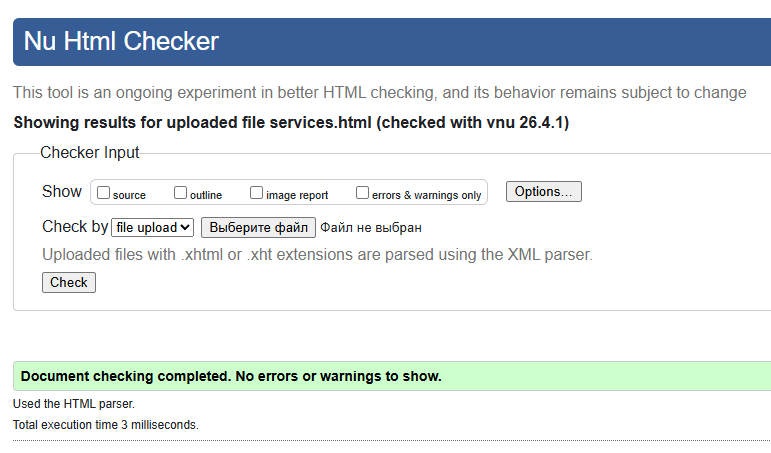 Nu Html Checker
This tool is an ongoing experiment in better HTML checking, and its behavior remains subject to change
Showing results for uploaded file services.html (checked with vnu 26.4.1)
Checker Input
Show source outline image report errors & warnings only Options...
Check by file upload Выберите файл Файл не выбран
Uploaded files with .xhtml or .xht extensions are parsed using the XML parser.
Check
Document checking completed. No errors or warnings to show.
Used the HTML parser.
Total execution time 3 milliseconds.